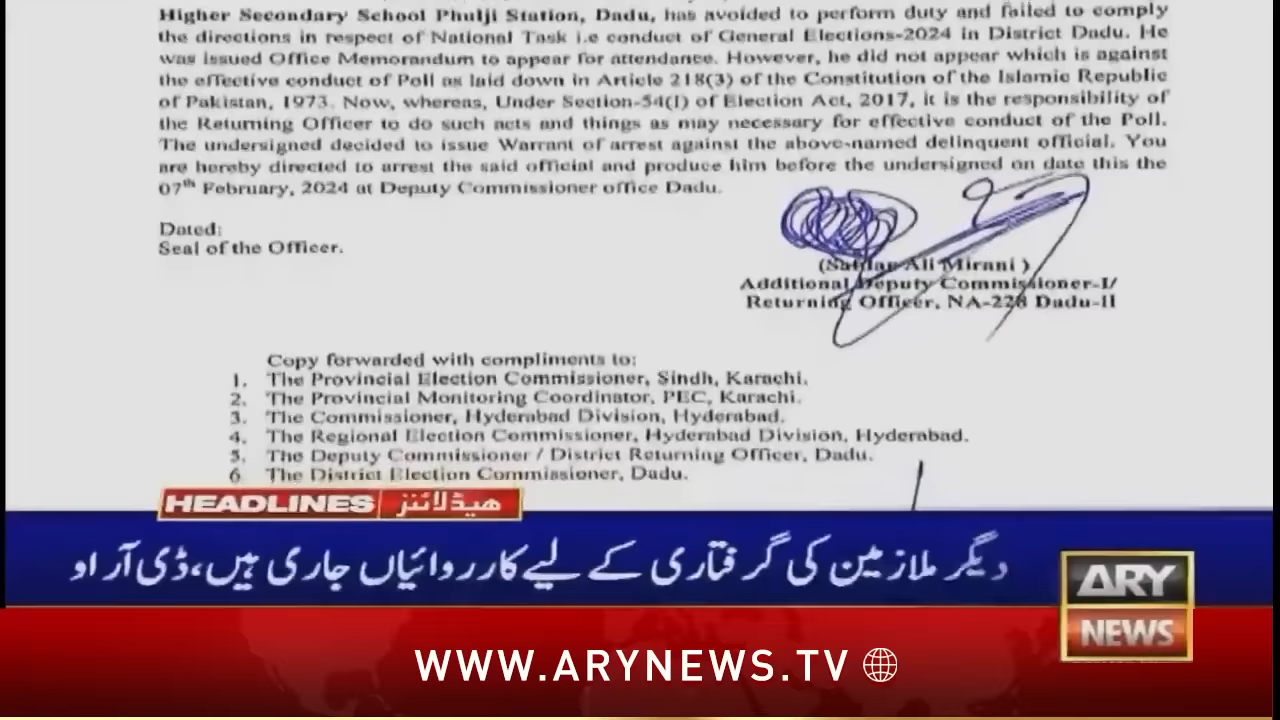 Higher Secondary School Phulji Station, Dadu, has avoided to perform duty and failed to comply
the directions in respect of National Task i.e conduct of General Elections-2024 in District Dadu. He
was issued Office Memorandum to appear for attendance. However, he did not appear which is against
the effective conduct of Poll as laid down in Article 218(3) of the Constitution of the Islamic Republic
of Pakistan, 1973. Now, whereas, Under Section-54(I) of Election Act, 2017, it is the responsibility of
the Returning Officer to do such acts and things as may necessary for effective conduct of the Poll.
The undersigned decided to issue Warrant of arrest against the above-named delinquent official. You
are hereby directed to arrest the said official and produce him before the undersigned on date this the
07th February, 2024 at Deputy Commissioner office Dadu.
Dated:
Seal of the Officer.
Ali Mirani )
Additional Deputy Commissioner-I/
Returning Officer, NA-228 Dadu-II
Copy forwarded with compliments to:
1. The Provincial Election Commissioner, Sindh, Karachi.
2. The Provincial Monitoring Coordinator, PEC, Karachi.
3. The Commissioner, Hyderabad Division, Hyderabad.
4. The Regional Election Commissioner, Hyderabad Division, Hyderabad.
5. The Deputy Commissioner / District Returning Officer, Dadu.
6 The District Election Commissioner, Dadu.
HEADLINES ھیڈلائنز
دیگر ملازمین کی گرفتاری کے لیے کارروائیاں جاری ہیں، ڈی آر او
ARY
NEWS
WWW.ARYNEWS.TV